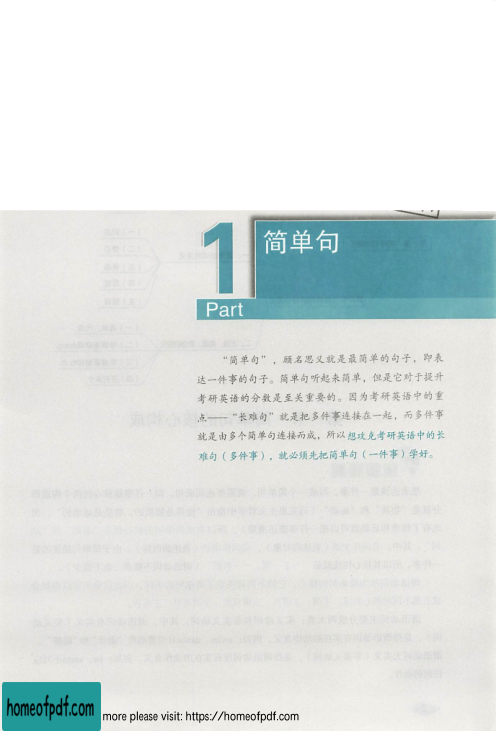 1
简单句
Part
“简单句”，顾名思义就是最简单的句子，即表
达一件事的句子。简单句听起来简单，但是它对于提升
考研英语的分数是至关重要的。因为考研英语中的重
点——“长难句”就是把多件事连接在一起，而多件事
就是由多个简单句连接而成，所以想攻克考研英语中的长
难句（多件事），就必须先把简单句（一件事）学好。
homeofpdf.com
more please visit: https://homeofpdf.com